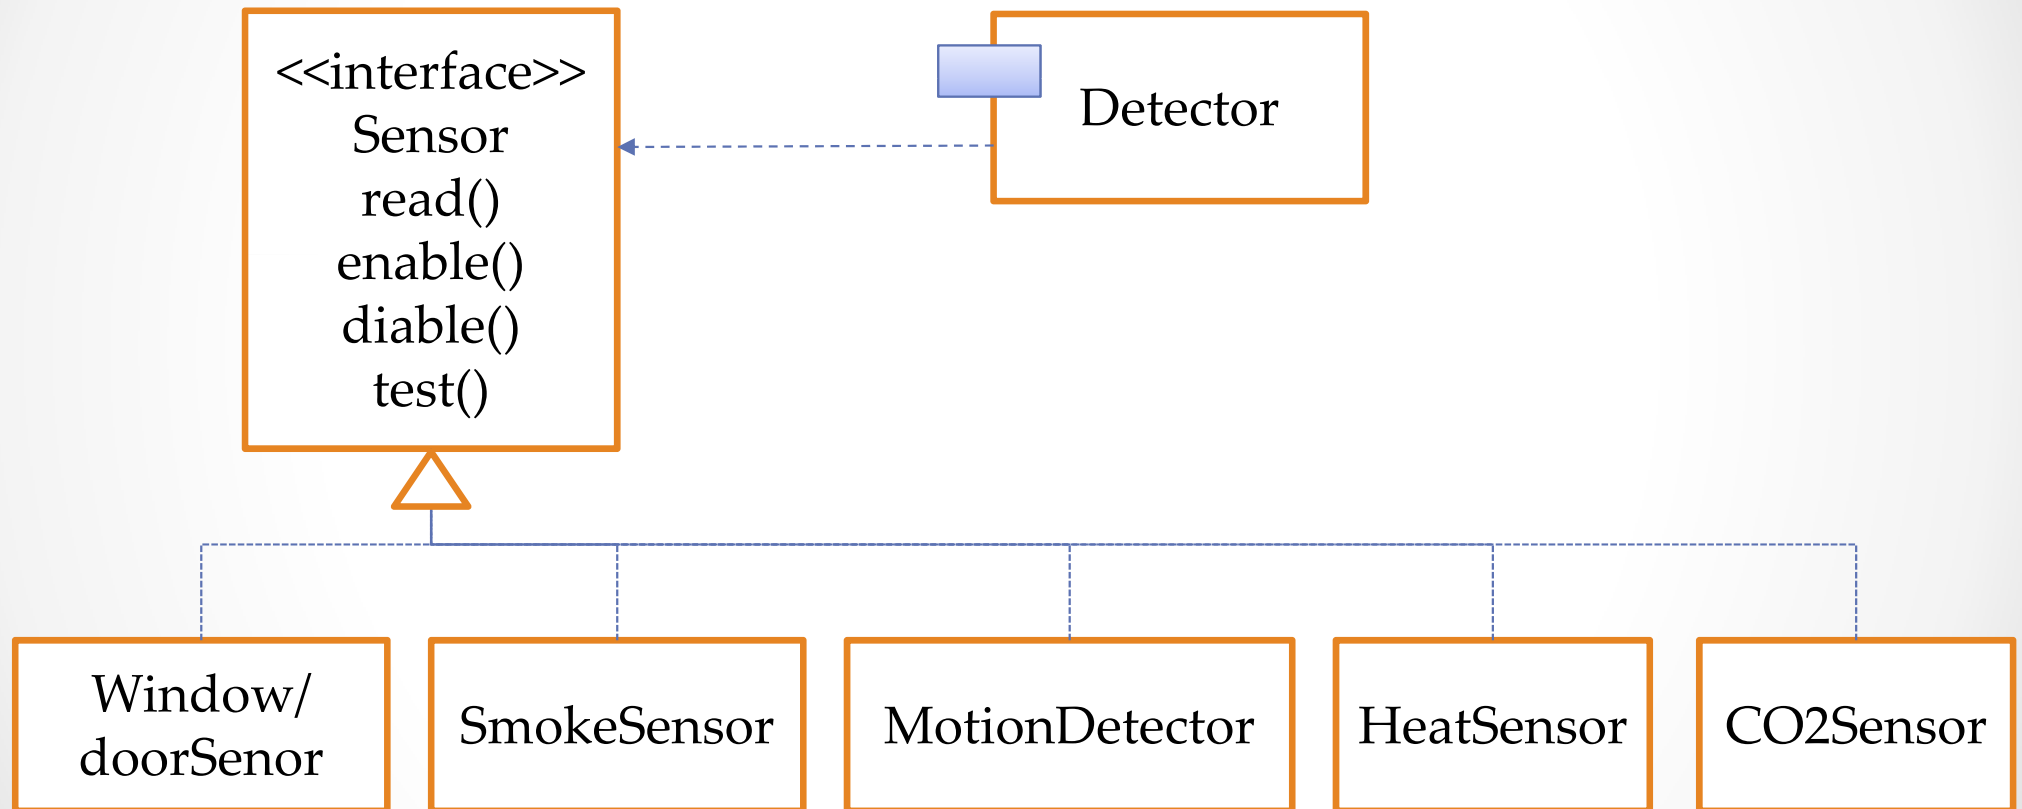 <<interface>>
Sensor
read()
enable()
diable()
test()
Detector
Window/
doorSenor
SmokeSensor
MotionDetector
HeatSensor
CO2Sensor